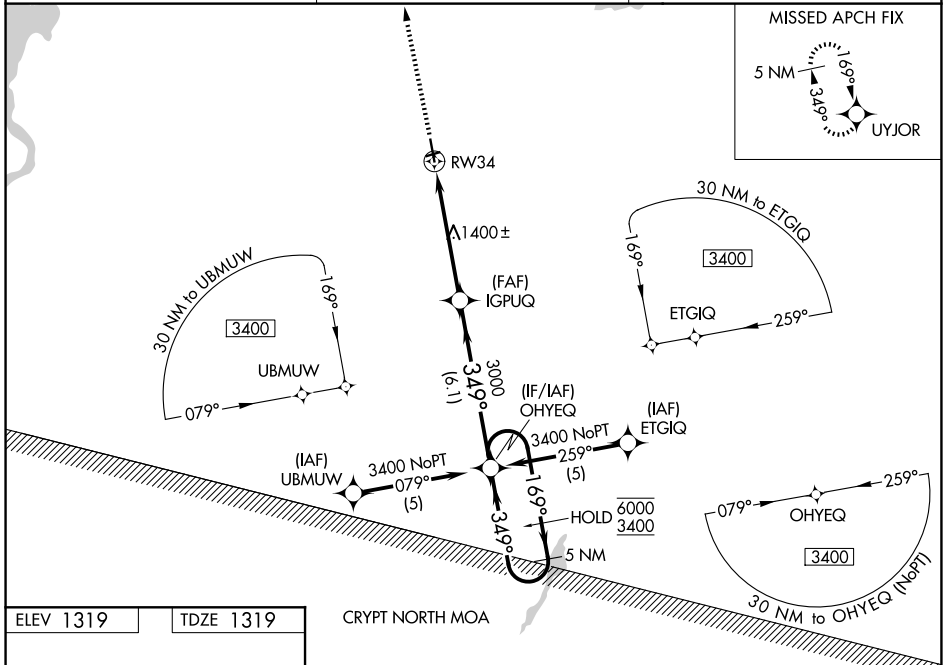 MISSED APCH FIX
5 NM
169°
349°
UYJOR
RW34
1400±
(FAF)
IGPUQ
30 NM to UBMUW
169°
3400
UBMUW
079°
30 NM to ETGIQ
169°
3400
ETGIQ
259°
3000
349°
(6.1)
(IF/IAF)
OHYEQ
(IAF)
ETGIQ
3400 NoPT
259°
(5)
(IAF)
UBMUW
3400 NoPT
079°
(5)
169°
349°
HOLD
6000
3400
5 NM
079°
259°
OHYEQ
3400
30 NM to OHYEQ (NoPT)
CRYPT NORTH MOA
ELEV 1319
TDZE 1319